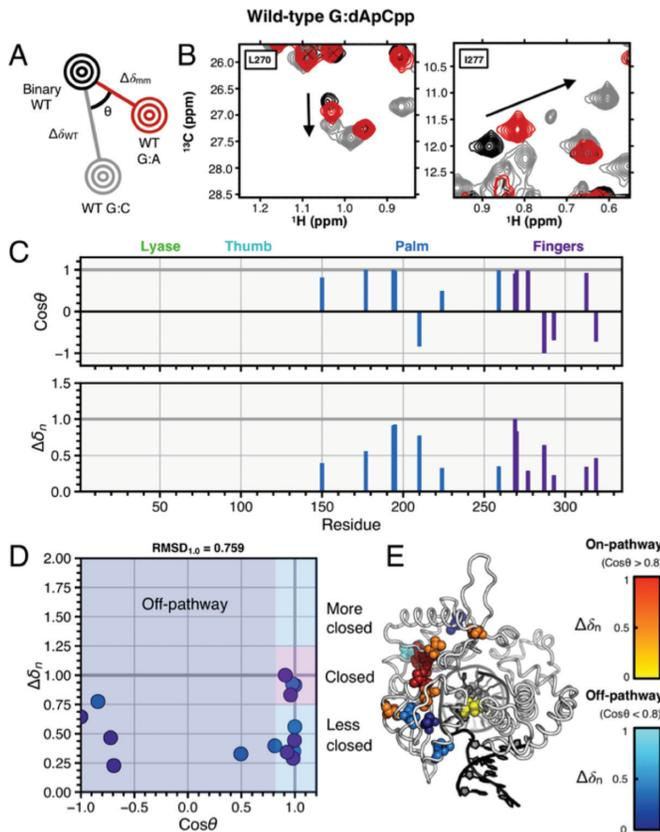 Wild-type G:dApCpp
A
Binary
WT
Δδmm
θ
ΔδWT
WT
G:A
WT G:C
B
L270
26.0
26.5
27.0
27.5
28.0
28.5
¹³C (ppm)
1.2 1.1 1.0 0.9
¹H (ppm)
I277
10.5
11.0
11.5
12.0
12.5
0.9 0.8 0.7 0.6
¹H (ppm)
C
Lyase Thumb Palm Fingers
1
0
−1
Cosθ
1.5
1.0
0.5
0.0
Δδn
50 100 150 200 250 300
Residue
D
RMSD1.0 = 0.759
2.00
1.75
1.50
1.25
1.00
0.75
0.50
0.25
0.00
Δδn
Off-pathway
−1.0 −0.5 0.0 0.5 1.0
Cosθ
More
closed
Closed
Less
closed
E
On-pathway
(Cosθ > 0.8)
1
Δδn 0.5
0
Off-pathway
(Cosθ < 0.8)
1
Δδn 0.5
0